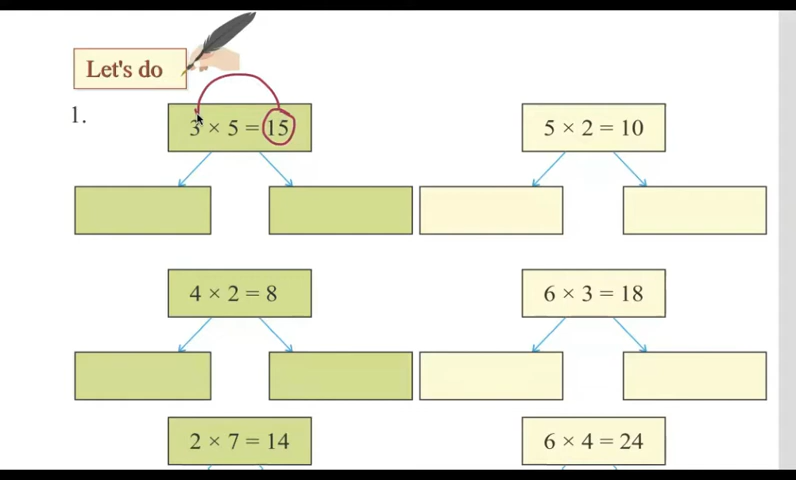 Let's do
1.
3 × 5 = 15
5 × 2 = 10
4 × 2 = 8
6 × 3 = 18
2 × 7 = 14
6 × 4 = 24